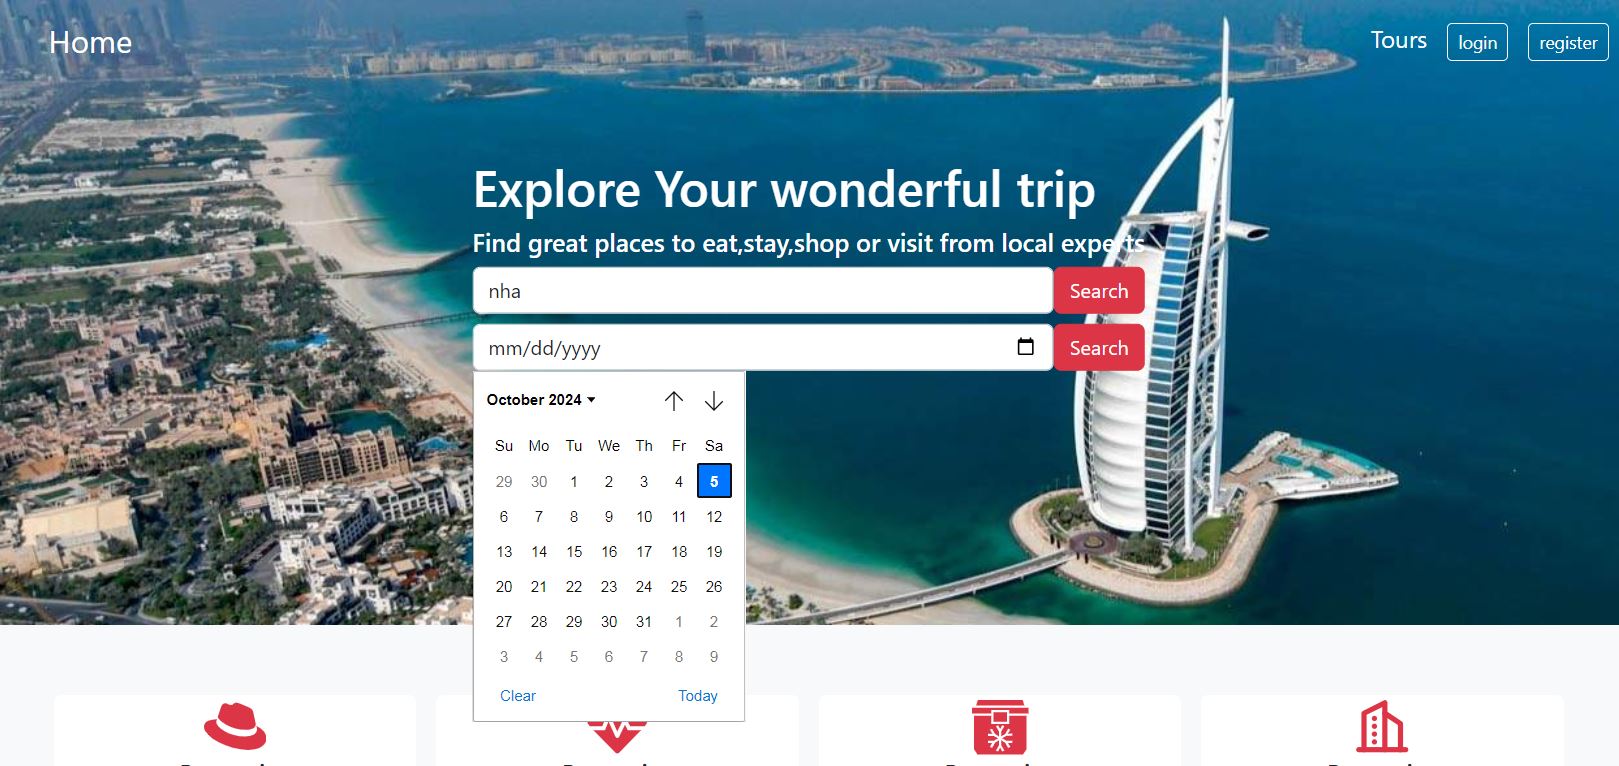 Home
Tours
login
register
Explore Your wonderful trip
Find great places to eat,stay,shop or visit from local experts
nha
Search
mm/dd/yyyy
Search
October 2024
Su Mo Tu We Th Fr Sa
29 30 1 2 3 4 5
6 7 8 9 10 11 12
13 14 15 16 17 18 19
20 21 22 23 24 25 26
27 28 29 30 31 1 2
3 4 5 6 7 8 9
Clear
Today